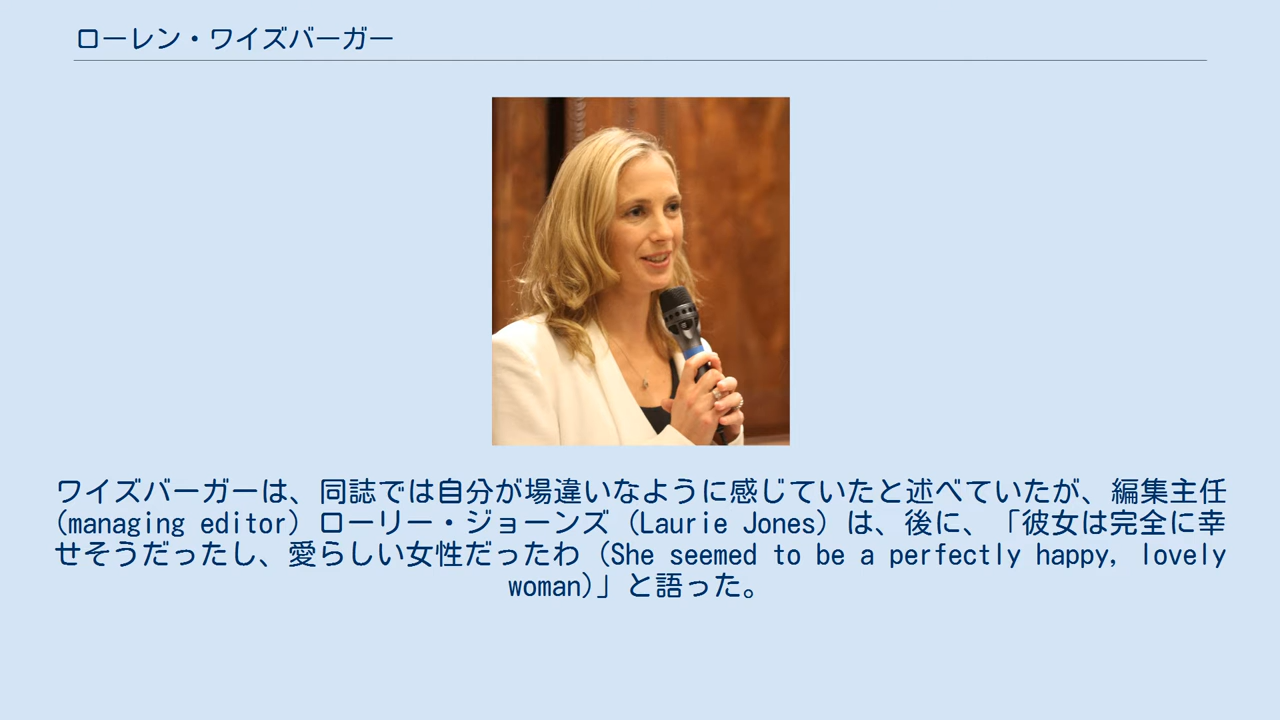 ローレン・ワイズバーガー
ワイズバーガーは、同誌では自分が場違いなように感じていたと述べていたが、編集主任
(managing editor) ローリー・ジョーンズ (Laurie Jones) は、後に、「彼女は完全に幸
せそうだったし、愛らしい女性だったわ (She seemed to be a perfectly happy, lovely
woman)」と語った。